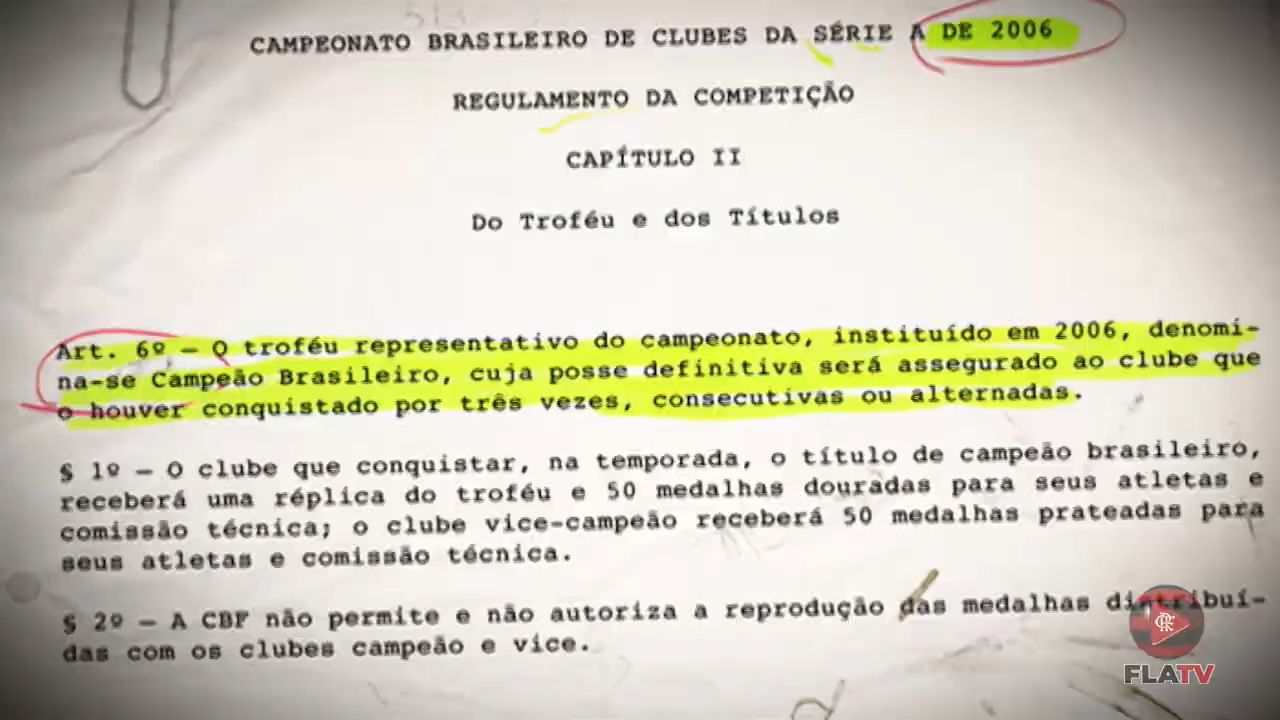 CAMPEONATO BRASILEIRO DE CLUBES DA SÉRIE A DE 2006
REGULAMENTO DA COMPETIÇÃO
CAPÍTULO II
Do Troféu e dos Títulos
Art. 6º — O troféu representativo do campeonato, instituído em 2006, denomi-
na-se Campeão Brasileiro, cuja posse definitiva será assegurado ao clube que
o houver conquistado por três vezes, consecutivas ou alternadas.
§ 1º — O clube que conquistar, na temporada, o título de campeão brasileiro,
receberá uma réplica do troféu e 50 medalhas douradas para seus atletas e
comissão técnica; o clube vice-campeão receberá 50 medalhas prateadas para
seus atletas e comissão técnica.
§ 2º — A CBF não permite e não autoriza a reprodução das medalhas distribuí-
das com os clubes campeão e vice.
FLATV